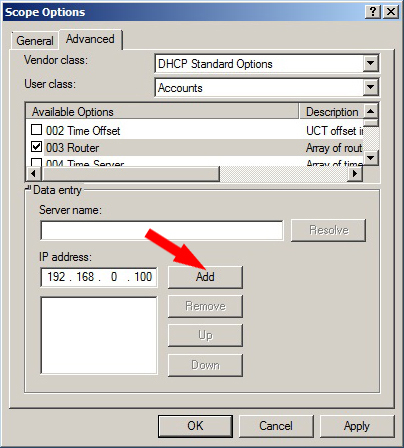 Scope Options
General
Advanced
Vendor class:
DHCP Standard Options
User class:
Accounts
Available Options
Description
002 Time Offset
UCT offset in
003 Router
Array of rout
004 Time Server
Array of time
Data entry
Server name:
Resolve
IP address:
192 . 168 . 0 . 100
Add
Remove
Up
Down
OK
Cancel
Apply